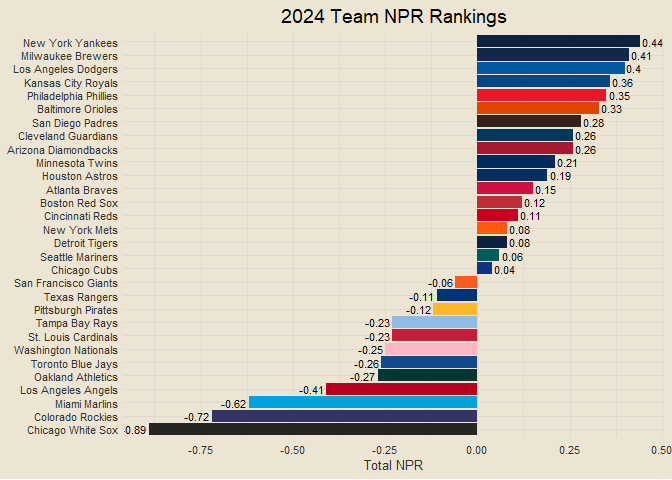 2024 Team NPR Rankings
New York Yankees 0.44
Milwaukee Brewers 0.41
Los Angeles Dodgers 0.4
Kansas City Royals 0.36
Philadelphia Phillies 0.35
Baltimore Orioles 0.33
San Diego Padres 0.28
Cleveland Guardians 0.26
Arizona Diamondbacks 0.26
Minnesota Twins 0.21
Houston Astros 0.19
Atlanta Braves 0.15
Boston Red Sox 0.12
Cincinnati Reds 0.11
New York Mets 0.08
Detroit Tigers 0.08
Seattle Mariners 0.06
Chicago Cubs 0.04
San Francisco Giants -0.06
Texas Rangers -0.11
Pittsburgh Pirates -0.12
Tampa Bay Rays -0.23
St. Louis Cardinals -0.23
Washington Nationals -0.25
Toronto Blue Jays -0.26
Oakland Athletics -0.27
Los Angeles Angels -0.41
Miami Marlins -0.62
Colorado Rockies -0.72
Chicago White Sox -0.89
-0.75 -0.50 -0.25 0.00 0.25 0.50
Total NPR